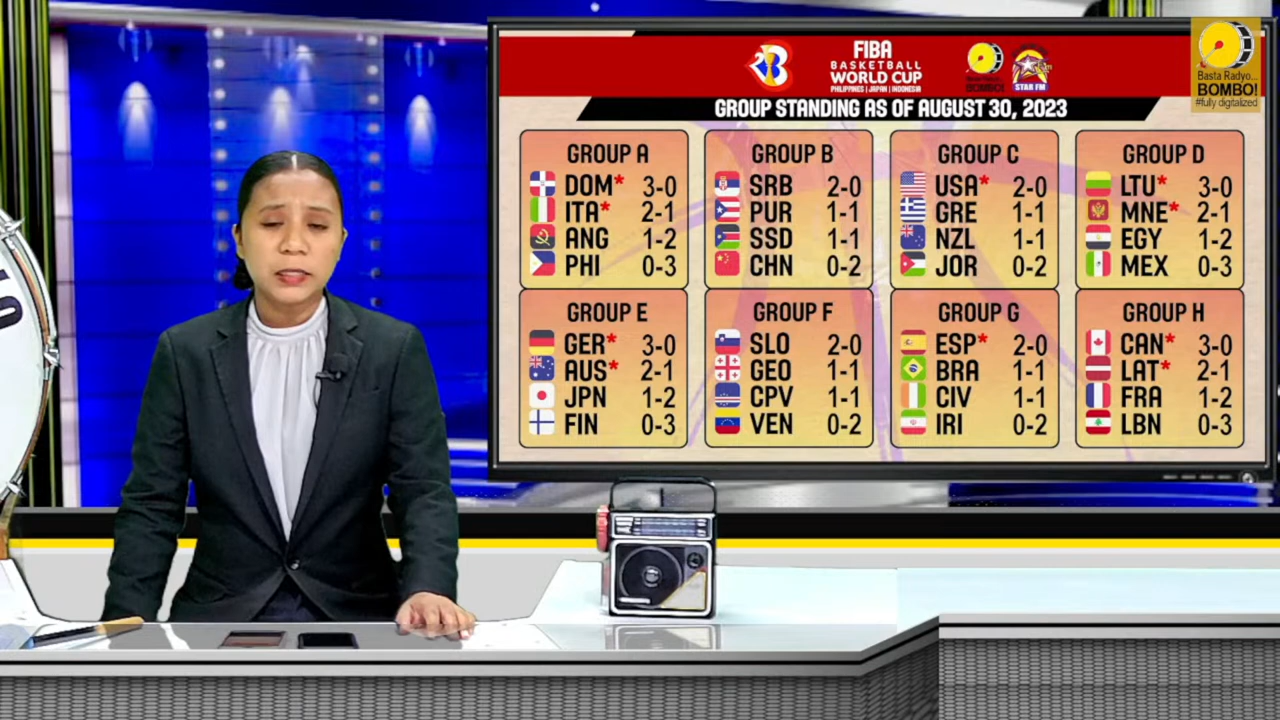 FIBA
BASKETBALL
WORLD CUP
PHILIPPINES | JAPAN | INDONESIA
BOMBO!
STAR FM
Basta Radyo...
BOMBO!
#fully digitalized
GROUP STANDING AS OF AUGUST 30, 2023
GROUP A
DOM* 3-0
ITA* 2-1
ANG 1-2
PHI 0-3
GROUP B
SRB 2-0
PUR 1-1
SSD 1-1
CHN 0-2
GROUP C
USA* 2-0
GRE 1-1
NZL 1-1
JOR 0-2
GROUP D
LTU* 3-0
MNE* 2-1
EGY 1-2
MEX 0-3
GROUP E
GER* 3-0
AUS* 2-1
JPN 1-2
FIN 0-3
GROUP F
SLO 2-0
GEO 1-1
CPV 1-1
VEN 0-2
GROUP G
ESP* 2-0
BRA 1-1
CIV 1-1
IRI 0-2
GROUP H
CAN* 3-0
LAT* 2-1
FRA 1-2
LBN 0-3